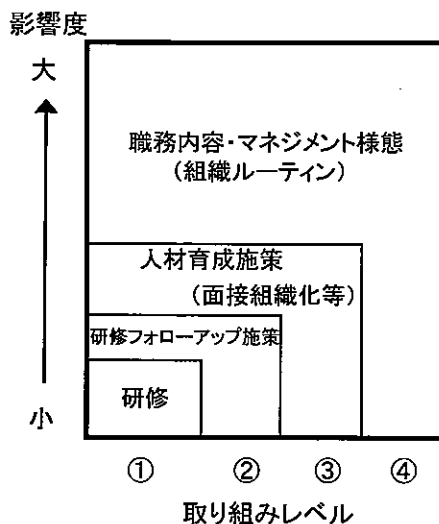 影響度
大
職務内容・マネジメント様態
(組織ルーティン)
人材育成施策
(面接組織化等)
研修フォローアップ施策
研修
小
① ② ③ ④
取り組みレベル